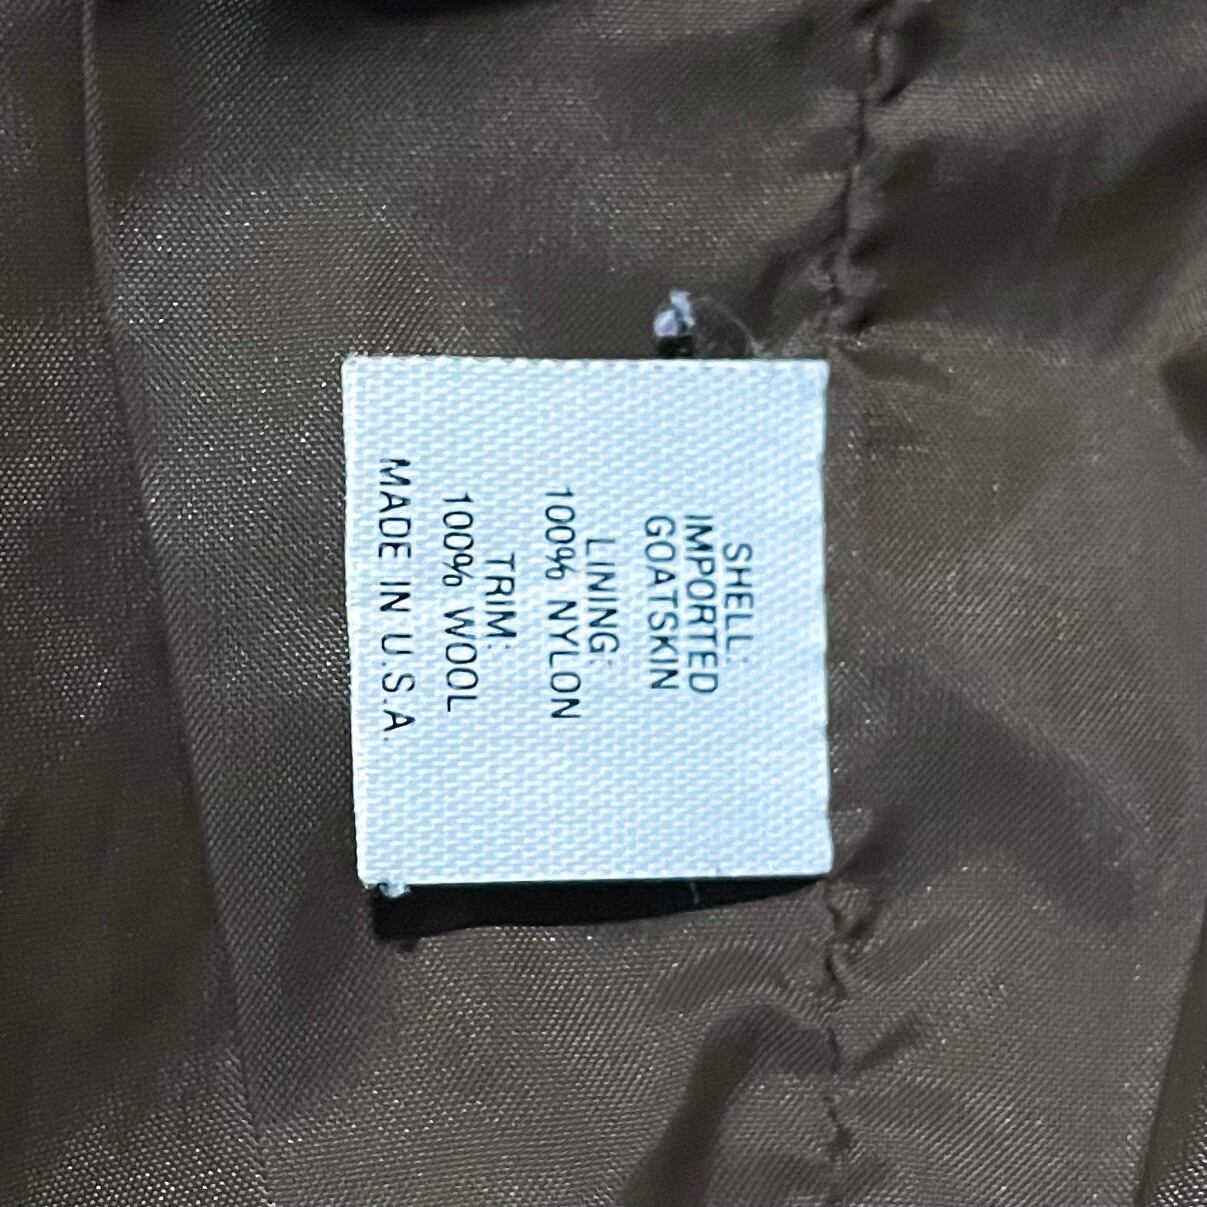 SHELL:
IMPORTED
GOATSKIN
LINING:
100% NYLON
TRIM:
100% WOOL
MADE IN U.S.A.